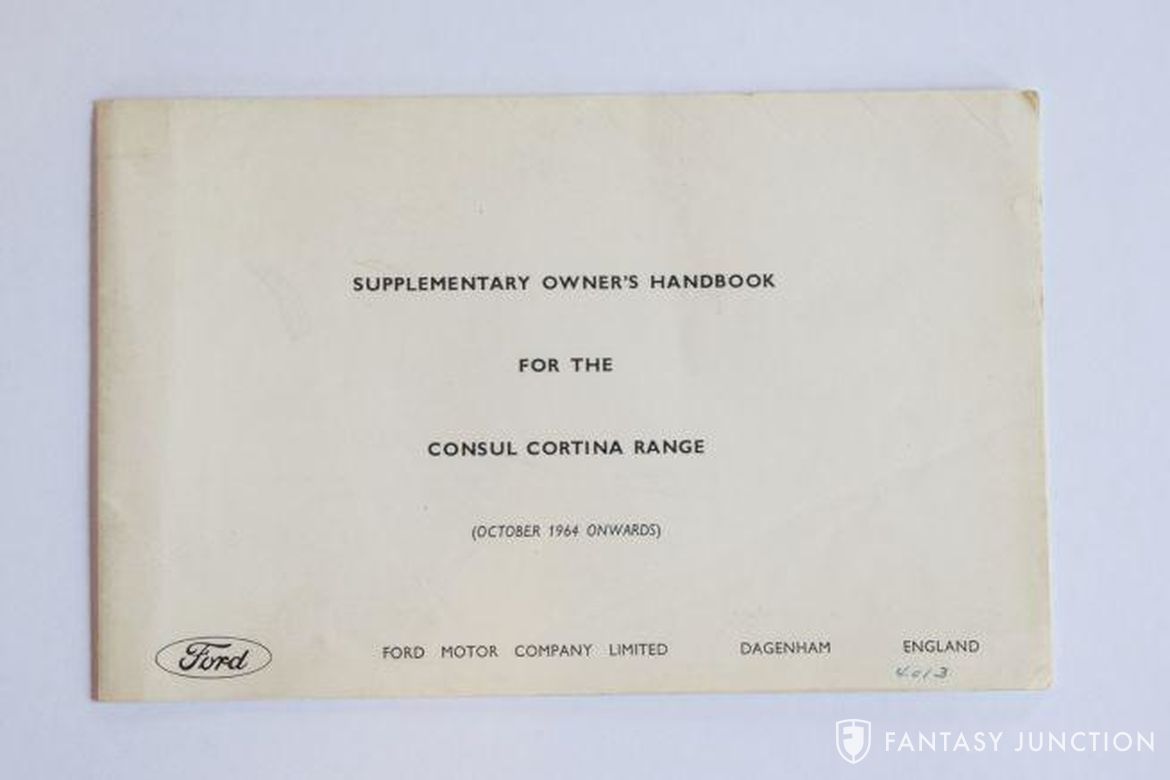 SUPPLEMENTARY OWNER'S HANDBOOK
FOR THE
CONSUL CORTINA RANGE
(OCTOBER 1964 ONWARDS)
Ford FORD MOTOR COMPANY LIMITED DAGENHAM ENGLAND
4013
FANTASY JUNCTION